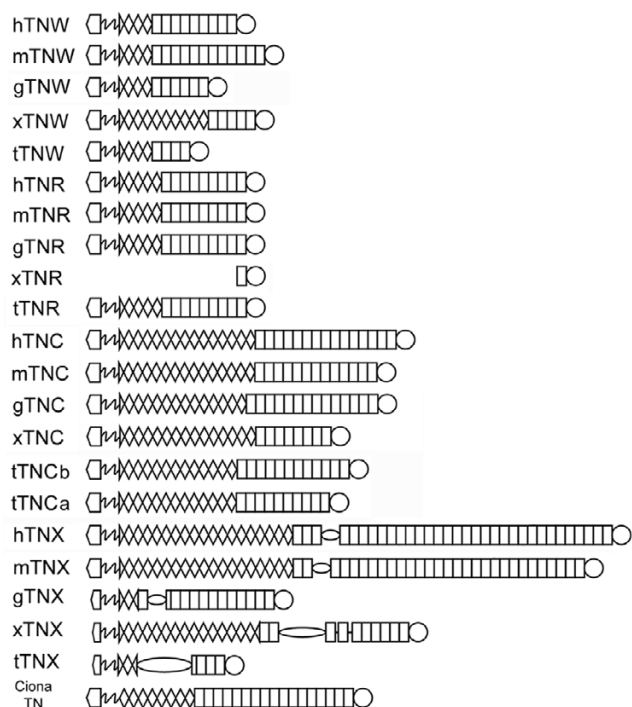 hTNW
mTNW
gTNW
xTNW
tTNW
hTNR
mTNR
gTNR
xTNR
tTNR
hTNC
mTNC
gTNC
xTNC
tTNCb
tTNCa
hTNX
mTNX
gTNX
xTNX
tTNX
Ciona
TN